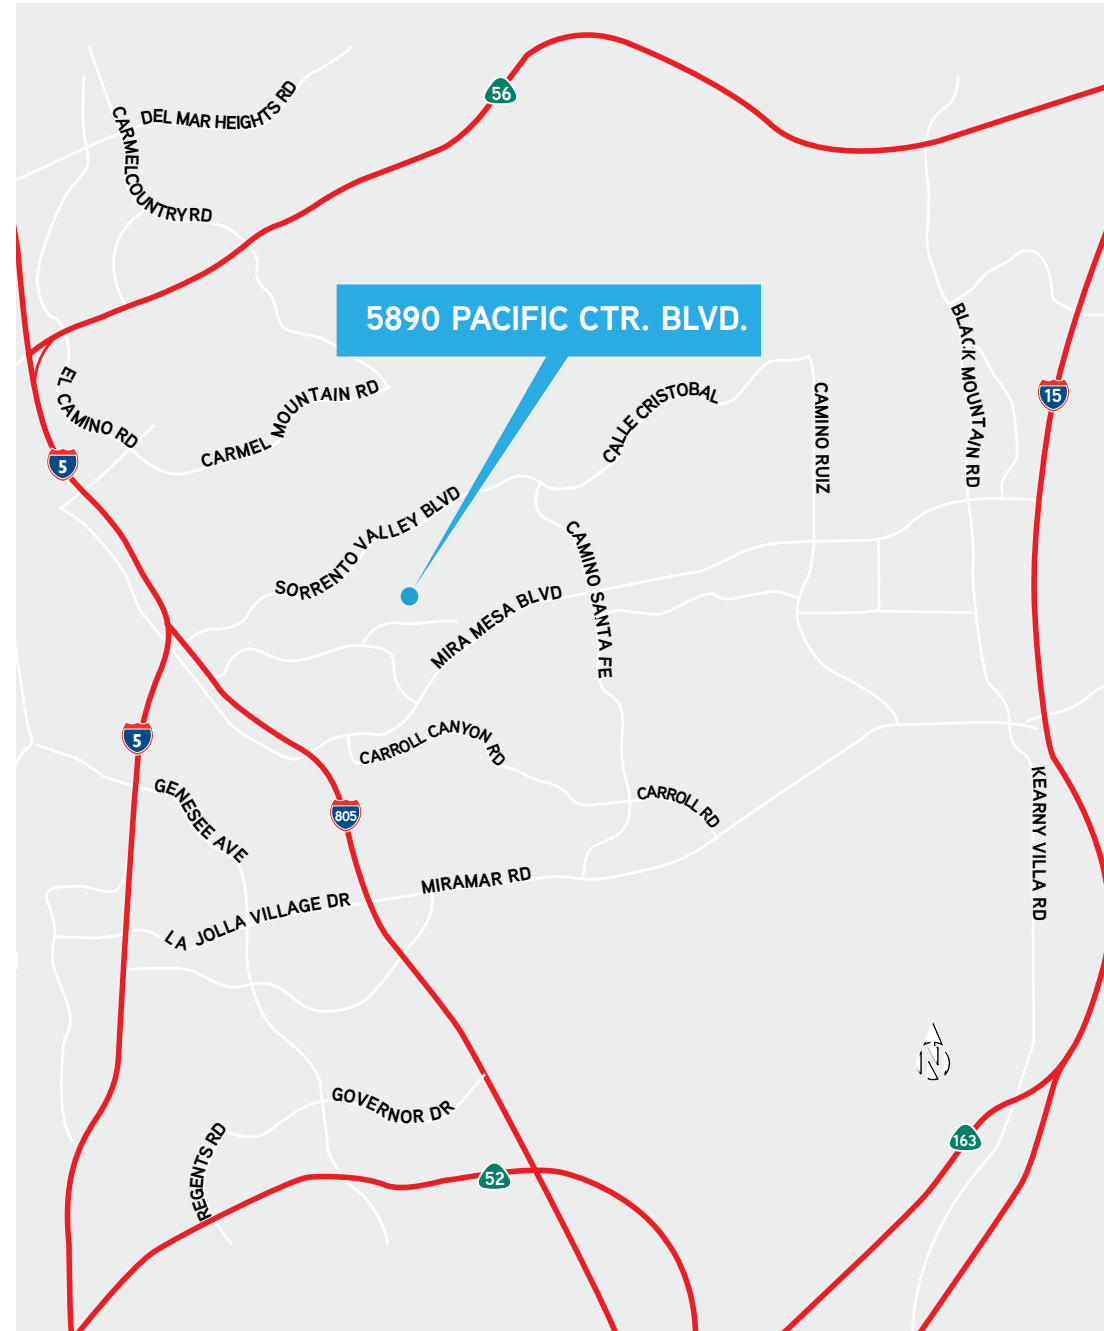 56
DEL MAR HEIGHTS RD
CARMELCOUNTRY RD
5890 PACIFIC CTR. BLVD.
BLACK MOUNTAIN RD
EL CAMINO RD
CARMEL MOUNTAIN RD
CALLE CRISTOBAL
CAMINO RUIZ
15
5
SORRENTO VALLEY BLVD
CAMINO SANTA FE
MIRA MESA BLVD
5
CARROLL CANYON RD
GENESEE AVE
805
CARROLL RD
KEARNY VILLA RD
MIRAMAR RD
LA JOLLA VILLAGE DR
N
GOVERNOR DR
REGENTS RD
163
52